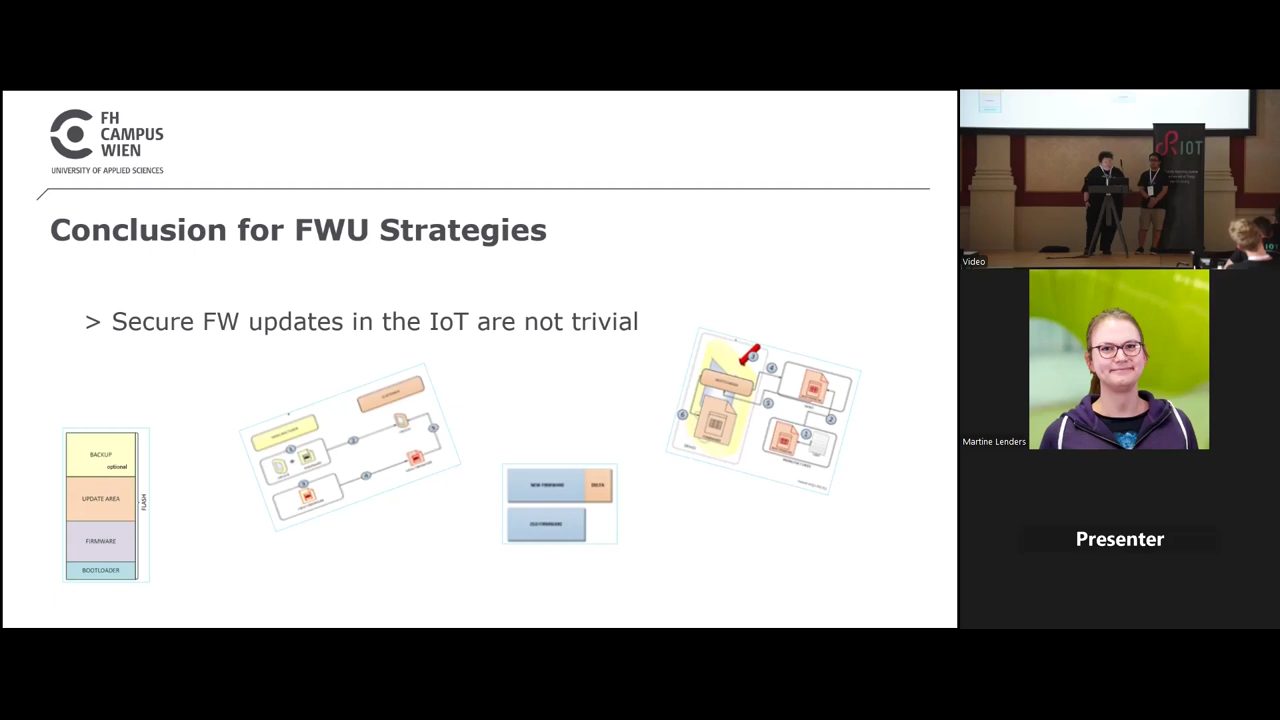 FH
CAMPUS
WIEN
UNIVERSITY OF APPLIED SCIENCES
Conclusion for FWU Strategies
> Secure FW updates in the IoT are not trivial
BACKUP
optional
UPDATE AREA
FIRMWARE
BOOTLOADER
FLASH
NEW FIRMWARE
DELTA
OLD FIRMWARE
RIOT
Video
Martine Lenders
Presenter